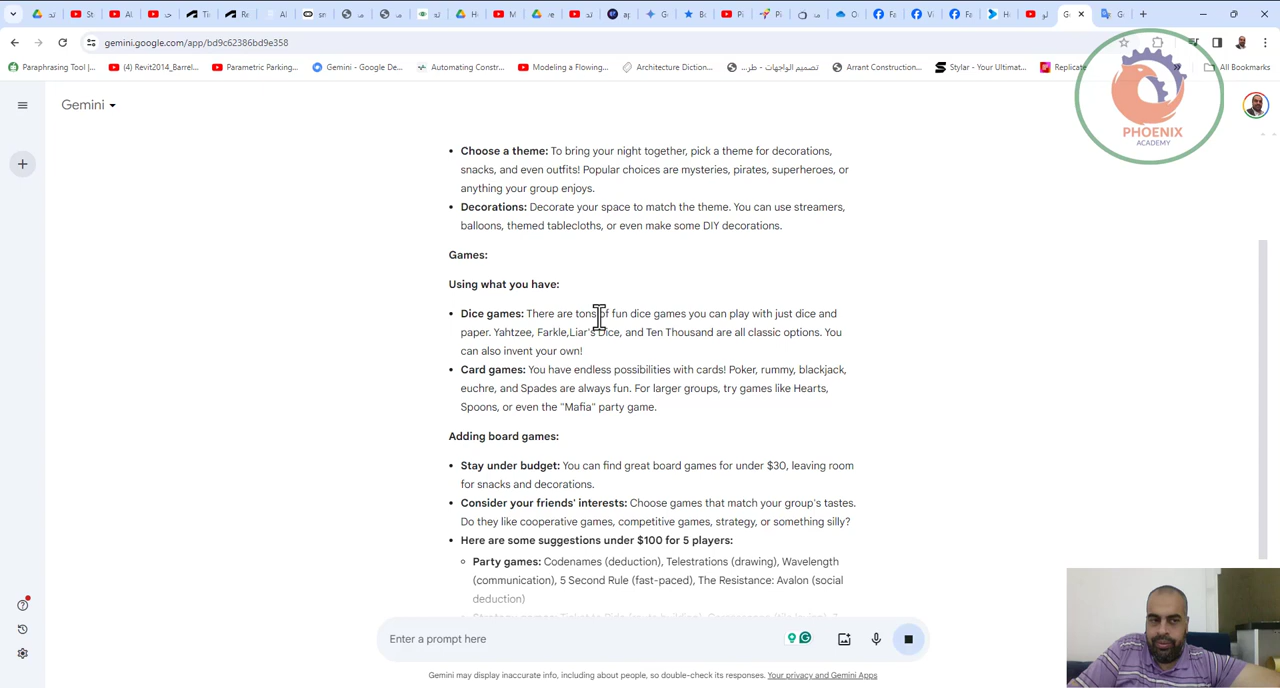 gemini.google.com/app/bd9c62386bd9e358
Paraphrasing Tool |...
(4) Revit2014_Barrel...
Parametric Parking...
Gemini - Google De...
Automated Constr...
Modeling a Flowing...
Architecture Diction...
تصميم الواجهات - طر...
Arrant Construction...
Stylar - Your Ultimat...
Replicate
All Bookmarks
PHOENIX
ACADEMY
Gemini
Choose a theme: To bring your night together, pick a theme for decorations,
snacks, and even outfits! Popular choices are mysteries, pirates, superheroes, or
anything your group enjoys.
Decorations: Decorate your space to match the theme. You can use streamers,
balloons, themed tablecloths, or even make some DIY decorations.
Games:
Using what you have:
Dice games: There are tons of fun dice games you can play with just dice and
paper. Yahtzee, Farkle,Liar's Dice, and Ten Thousand are all classic options. You
can also invent your own!
Card games: You have endless possibilities with cards! Poker, rummy, blackjack,
euchre, and Spades are always fun. For larger groups, try games like Hearts,
Spoons, or even the "Mafia" party game.
Adding board games:
Stay under budget: You can find great board games for under $30, leaving room
for snacks and decorations.
Consider your friends' interests: Choose games that match your group's tastes.
Do they like cooperative games, competitive games, strategy, or something silly?
Here are some suggestions under $100 for 5 players:
Party games: Codenames (deduction), Telestrations (drawing), Wavelength
(communication), 5 Second Rule (fast-paced), The Resistance: Avalon (social
deduction)
Enter a prompt here
Gemini may display inaccurate info, including about people, so double-check its responses. Your privacy and Gemini Apps